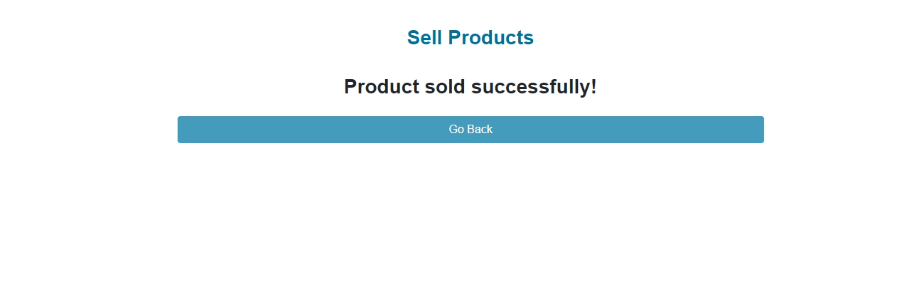 Sell Products
Product sold successfully!
Go Back